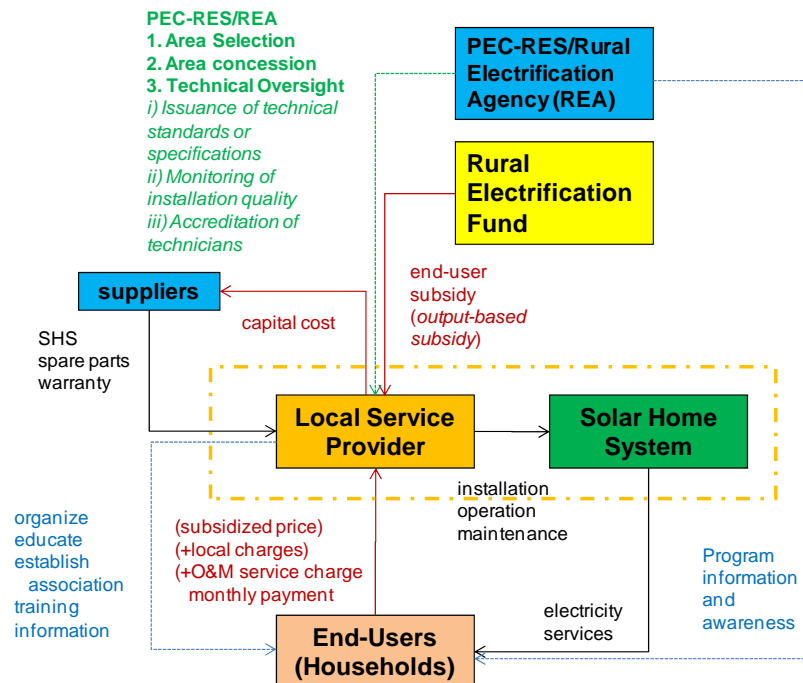 PEC-RES/REA
1. Area Selection
2. Area concession
3. Technical Oversight
i) Issuance of technical
standards or
specifications
ii) Monitoring of
installation quality
iii) Accreditation of
technicians
PEC-RES/Rural
Electrification
Agency (REA)
Rural
Electrification
Fund
suppliers
capital cost
end-user
subsidy
(output-based
subsidy)
SHS
spare parts
warranty
Local Service
Provider
Solar Home
System
installation
operation
maintenance
organize
educate
establish
association
training
information
(subsidized price)
(+local charges)
(+O&M service charge
monthly payment
electricity
services
Program
information
and
awareness
End-Users
(Households)